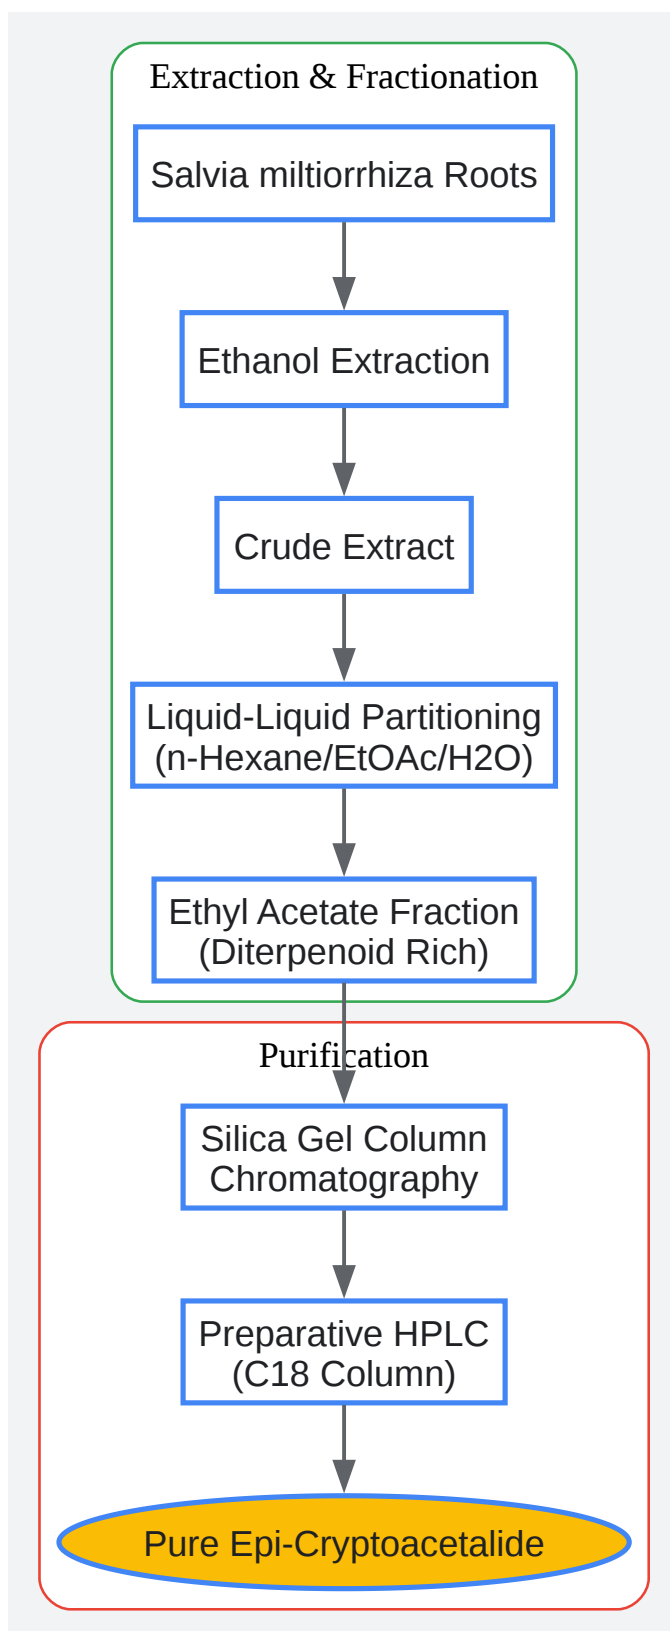 Extraction & Fractionation
Salvia miltiorrhiza Roots
Ethanol Extraction
Crude Extract
Liquid-Liquid Partitioning
(n-Hexane/EtOAc/H2O)
Ethyl Acetate Fraction
(Diterpenoid Rich)
Purification
Silica Gel Column
Chromatography
Preparative HPLC
(C18 Column)
Pure Epi-Cryptoacetalide